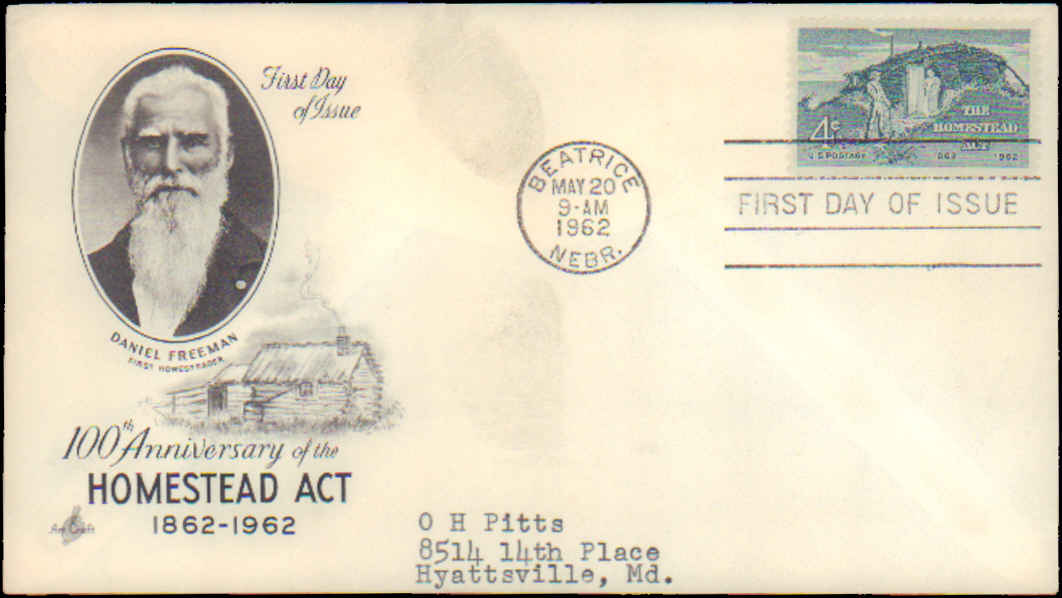 First Day
of Issue
DANIEL FREEMAN
FIRST HOMESTEADER
100th Anniversary of the
HOMESTEAD ACT
1862-1962
Art Craft
BEATRICE
MAY 20
9-AM
1962
NEBR.
4¢
THE
HOMESTEAD
ACT
U.S. POSTAGE 1862 1962
FIRST DAY OF ISSUE
O H Pitts
8514 14th Place
Hyattsville, Md.